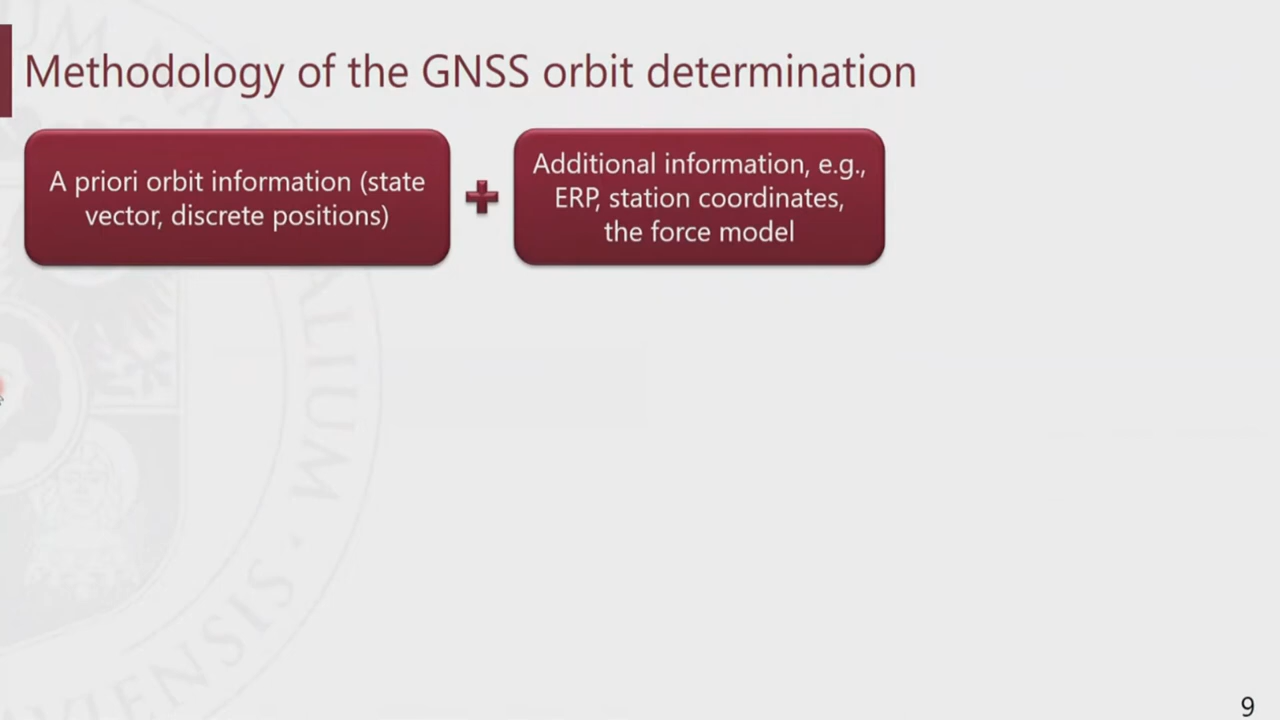 Methodology of the GNSS orbit determination
A priori orbit information (state
vector, discrete positions)
Additional information, e.g.,
ERP, station coordinates,
the force model
9